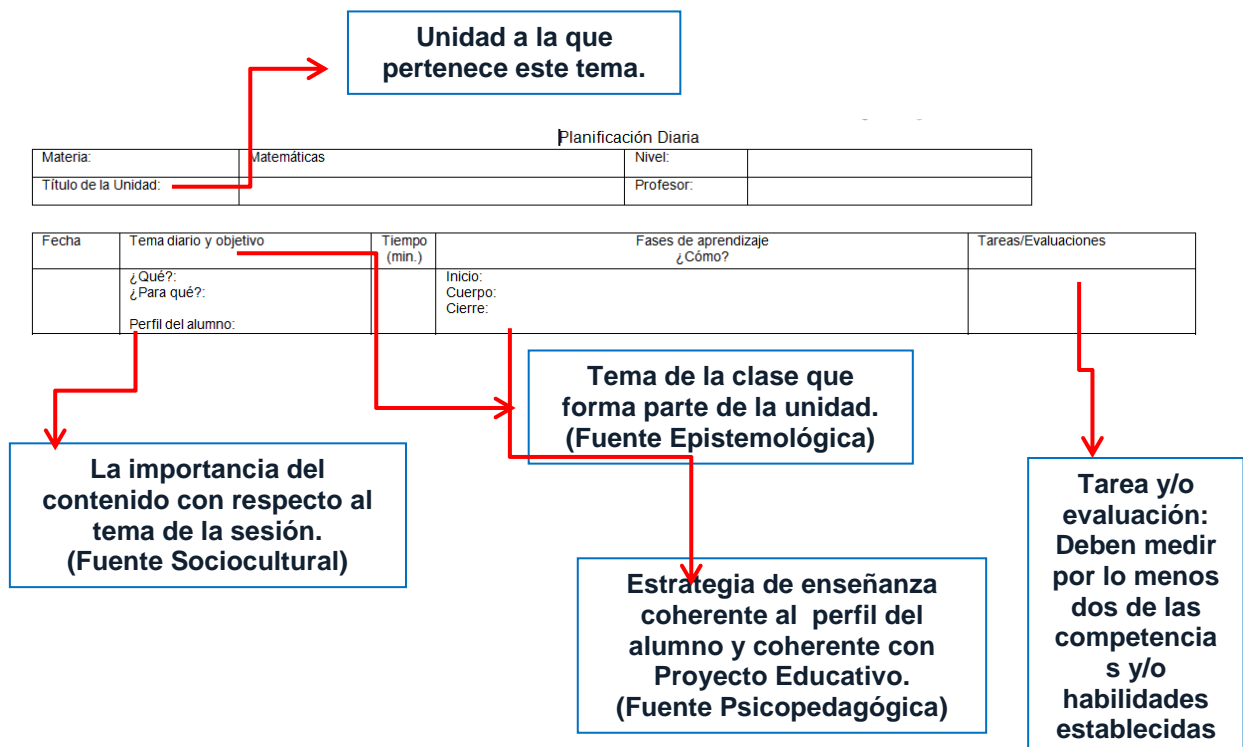 Unidad a la que
pertenece este tema.
Planificación Diaria
Materia: Matemáticas Nivel:
Título de la Unidad: Profesor:
Fecha Tema diario y objetivo Tiempo Fases de aprendizaje Tareas/Evaluaciones
(min.) ¿Cómo?
¿Qué?: Inicio:
¿Para qué?: Cuerpo:
Cierre:
Perfil del alumno:
Tema de la clase que
forma parte de la unidad.
(Fuente Epistemológica)
La importancia del
contenido con respecto al
tema de la sesión.
(Fuente Sociocultural)
Estrategia de enseñanza
coherente al perfil del
alumno y coherente con
Proyecto Educativo.
(Fuente Psicopedagógica)
Tarea y/o
evaluación:
Deben medir
por lo menos
dos de las
competencia
s y/o
habilidades
establecidas